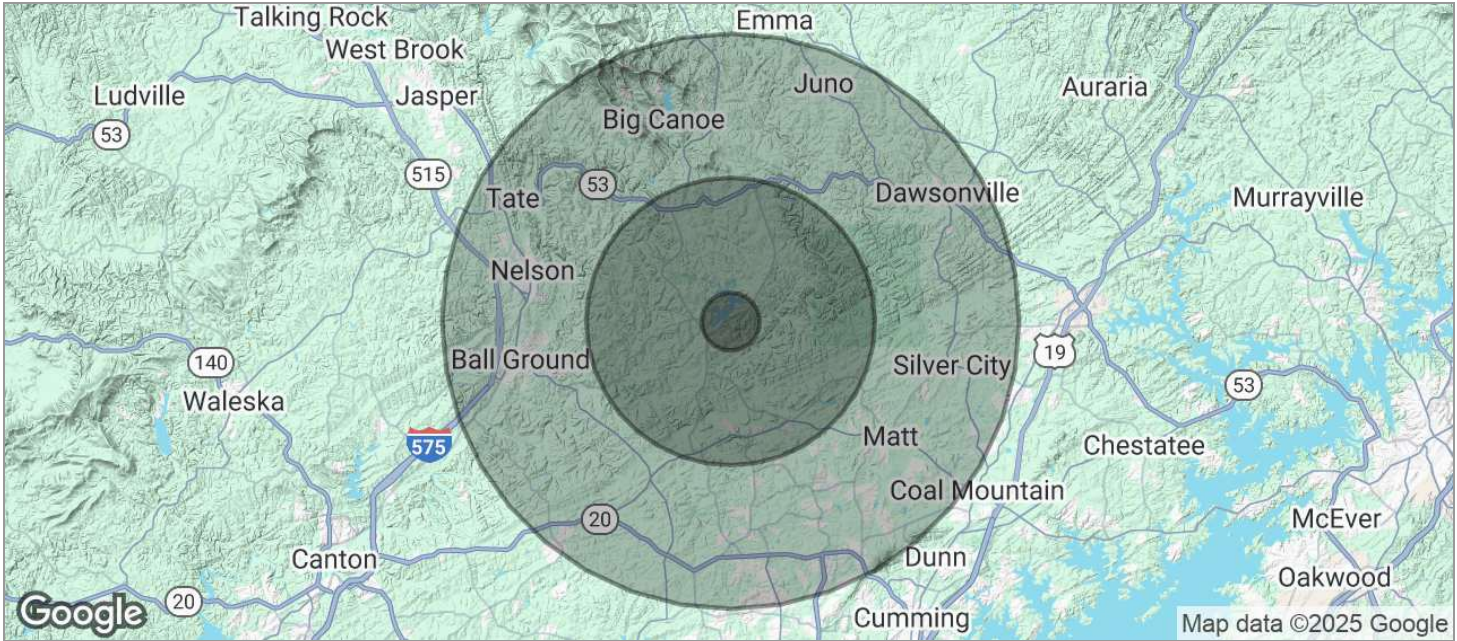 Talking Rock
Emma
West Brook
Ludville
Jasper
Juno
Auraria
Big Canoe
53
515
53
Tate
Dawsonville
Murrayville
Nelson
Ball Ground
Silver City
19
140
53
Waleska
575
Matt
Chestatee
Coal Mountain
20
McEver
Canton
Dunn
Oakwood
20
Google
Cumming
Map data ©2025 Google